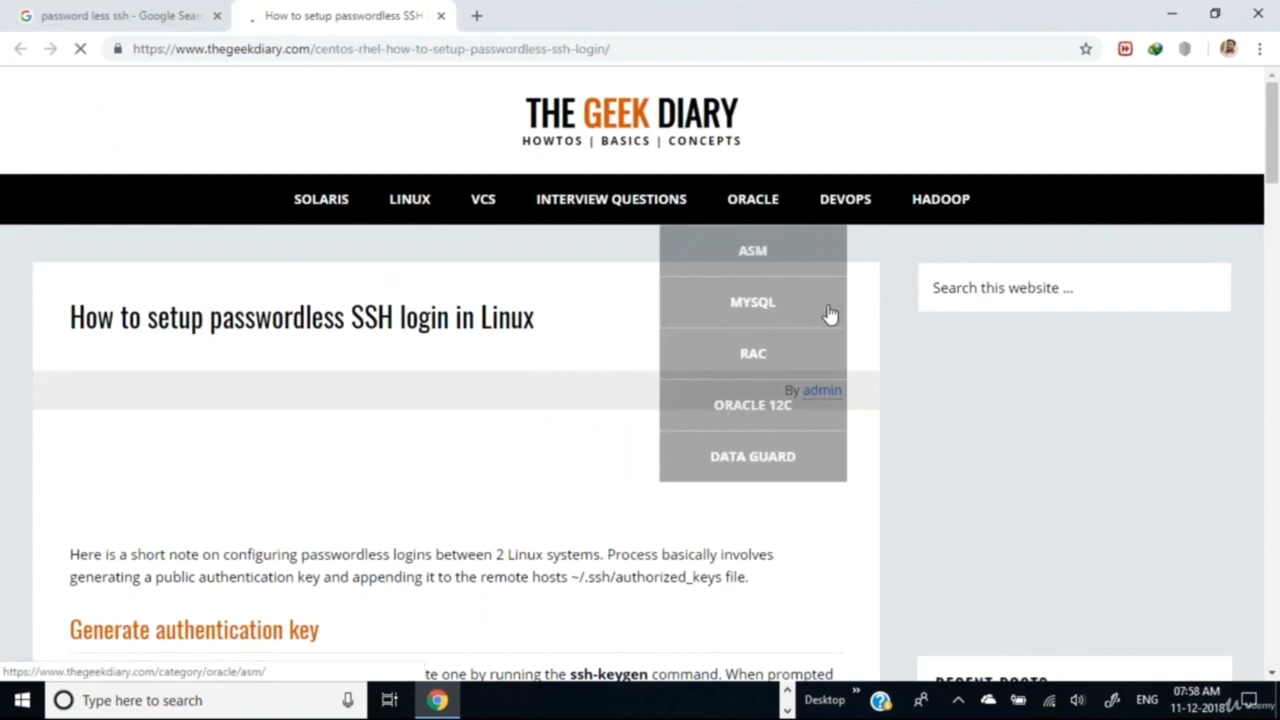 password less ssh - Google Sear
How to setup passwordless SSH
https://www.thegeekdiary.com/centos-rhel-how-to-setup-passwordless-ssh-login/
THE GEEK DIARY
HOWTOS | BASICS | CONCEPTS
SOLARIS LINUX VCS INTERVIEW QUESTIONS ORACLE DEVOPS HADOOP
ASM
MYSQL
RAC
ORACLE 12C
DATA GUARD
Search this website ...
How to setup passwordless SSH login in Linux
By admin
Here is a short note on configuring passwordless logins between 2 Linux systems. Process basically involves
generating a public authentication key and appending it to the remote hosts ~/.ssh/authorized_keys file.
Generate authentication key
te one by running the ssh-keygen command. When prompted
RECENT POSTS
https://www.thegeekdiary.com/category/oracle/asm/
Type here to search
Desktop
ENG
07:58 AM
11-12-2018
Udemy